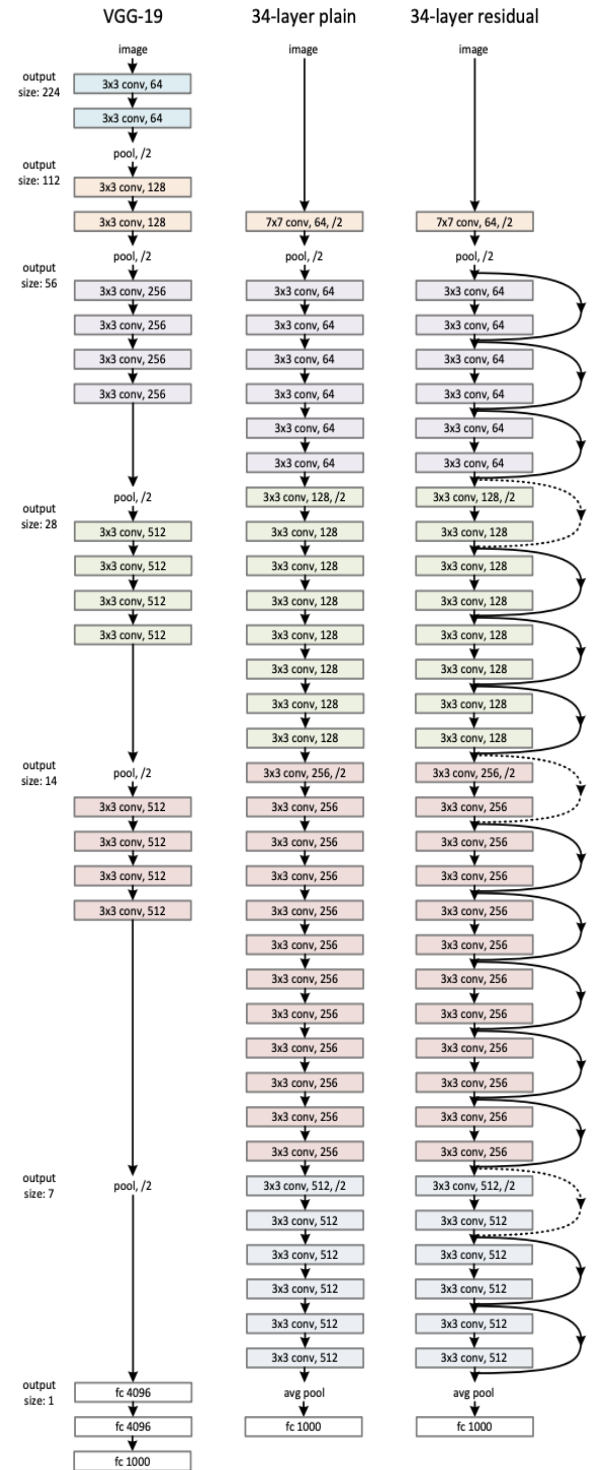 VGG-19
image
output
size: 224
3x3 conv, 64
3x3 conv, 64
pool, /2
output
size: 112
3x3 conv, 128
3x3 conv, 128
pool, /2
output
size: 56
3x3 conv, 256
3x3 conv, 256
3x3 conv, 256
3x3 conv, 256
pool, /2
output
size: 28
3x3 conv, 512
3x3 conv, 512
3x3 conv, 512
3x3 conv, 512
pool, /2
output
size: 14
3x3 conv, 512
3x3 conv, 512
3x3 conv, 512
3x3 conv, 512
output
size: 7
pool, /2
output
size: 1
fc 4096
fc 4096
fc 1000
34-layer plain
image
7x7 conv, 64, /2
pool, /2
3x3 conv, 64
3x3 conv, 64
3x3 conv, 64
3x3 conv, 64
3x3 conv, 64
3x3 conv, 64
3x3 conv, 128, /2
3x3 conv, 128
3x3 conv, 128
3x3 conv, 128
3x3 conv, 128
3x3 conv, 128
3x3 conv, 128
3x3 conv, 128
3x3 conv, 256, /2
3x3 conv, 256
3x3 conv, 256
3x3 conv, 256
3x3 conv, 256
3x3 conv, 256
3x3 conv, 256
3x3 conv, 256
3x3 conv, 256
3x3 conv, 256
3x3 conv, 256
3x3 conv, 256
3x3 conv, 512, /2
3x3 conv, 512
3x3 conv, 512
3x3 conv, 512
3x3 conv, 512
3x3 conv, 512
avg pool
fc 1000
34-layer residual
image
7x7 conv, 64, /2
pool, /2
3x3 conv, 64
3x3 conv, 64
3x3 conv, 64
3x3 conv, 64
3x3 conv, 64
3x3 conv, 64
3x3 conv, 128, /2
3x3 conv, 128
3x3 conv, 128
3x3 conv, 128
3x3 conv, 128
3x3 conv, 128
3x3 conv, 128
3x3 conv, 128
3x3 conv, 256, /2
3x3 conv, 256
3x3 conv, 256
3x3 conv, 256
3x3 conv, 256
3x3 conv, 256
3x3 conv, 256
3x3 conv, 256
3x3 conv, 256
3x3 conv, 256
3x3 conv, 256
3x3 conv, 256
3x3 conv, 512, /2
3x3 conv, 512
3x3 conv, 512
3x3 conv, 512
3x3 conv, 512
3x3 conv, 512
avg pool
fc 1000